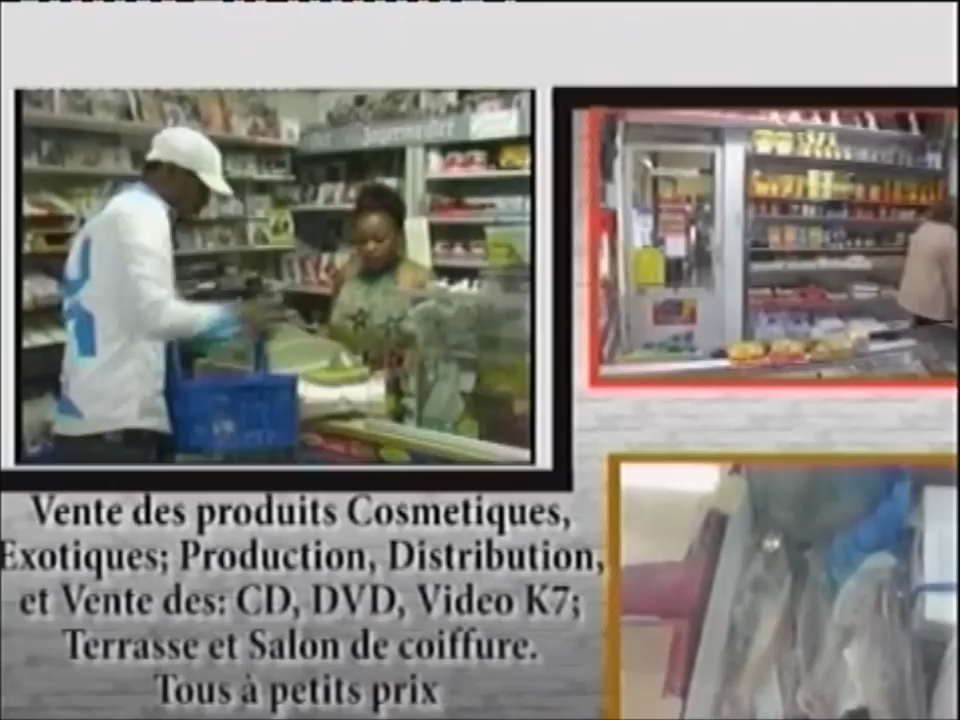 Vente des produits Cosmetiques,
Exotiques; Production, Distribution,
et Vente des: CD, DVD, Video K7;
Terrasse et Salon de coiffure.
Tous à petits prix